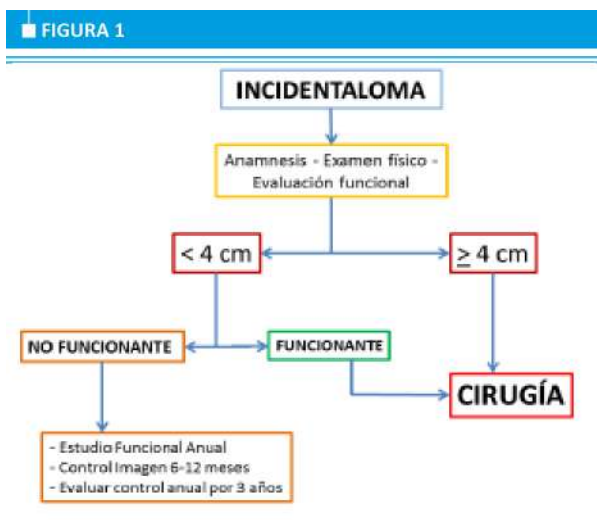 FIGURA 1
INCIDENTALOMA
Anamnesis - Examen físico -
Evaluación funcional
< 4 cm
≥ 4 cm
NO FUNCIONANTE
FUNCIONANTE
CIRUGÍA
- Estudio Funcional Anual
- Control Imagen 6-12 meses
- Evaluar control anual por 3 años